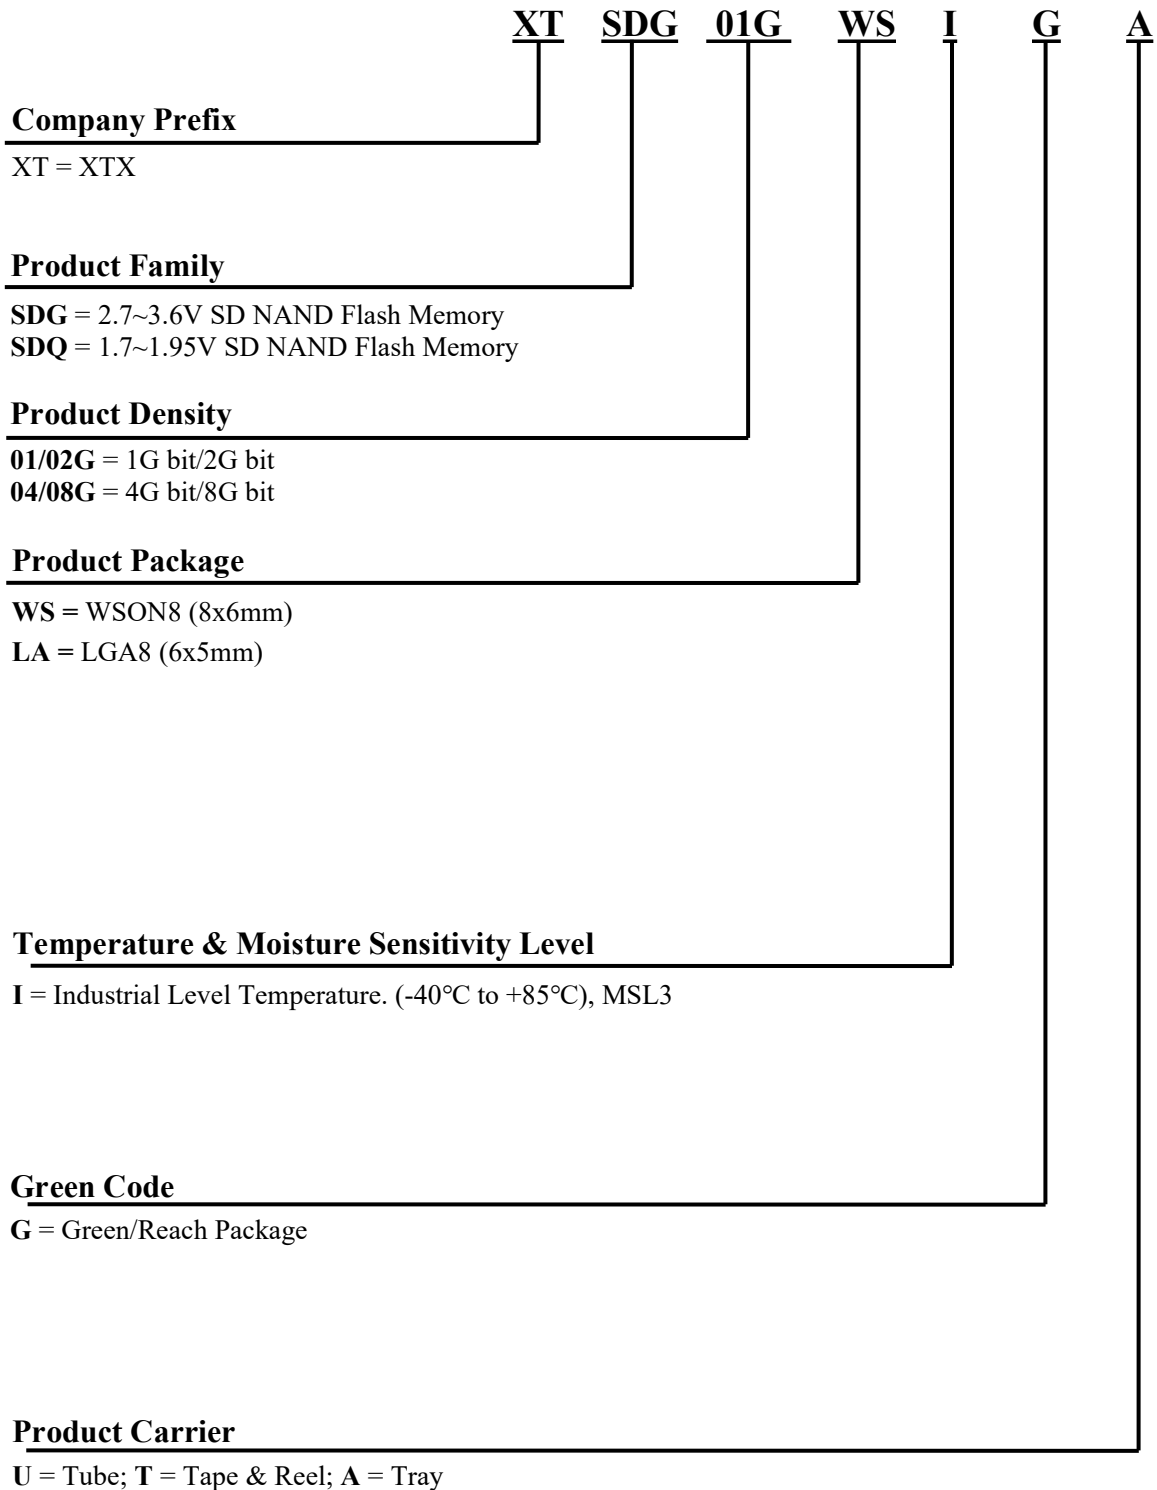 XT SDG 01G WS I G A
Company Prefix
XT = XTX
Product Family
SDG = 2.7~3.6V SD NAND Flash Memory
SDQ = 1.7~1.95V SD NAND Flash Memory
Product Density
01/02G = 1G bit/2G bit
04/08G = 4G bit/8G bit
Product Package
WS = WSON8 (8x6mm)
LA = LGA8 (6x5mm)
Temperature & Moisture Sensitivity Level
I = Industrial Level Temperature. (-40℃ to +85℃), MSL3
Green Code
G = Green/Reach Package
Product Carrier
U = Tube; T = Tape & Reel; A = Tray